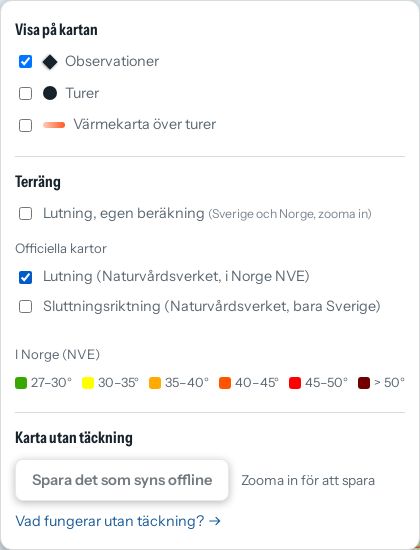 Visa på kartan
Observationer
Turer
Värmekarta över turer
Terräng
Lutning, egen beräkning (Sverige och Norge, zooma in)
Officiella kartor
Lutning (Naturvårdsverket, i Norge NVE)
Sluttningsriktning (Naturvårdsverket, bara Sverige)
I Norge (NVE)
27–30° 30–35° 35–40° 40–45° 45–50° > 50°
Karta utan täckning
Spara det som syns offline Zooma in för att spara
Vad fungerar utan täckning? →